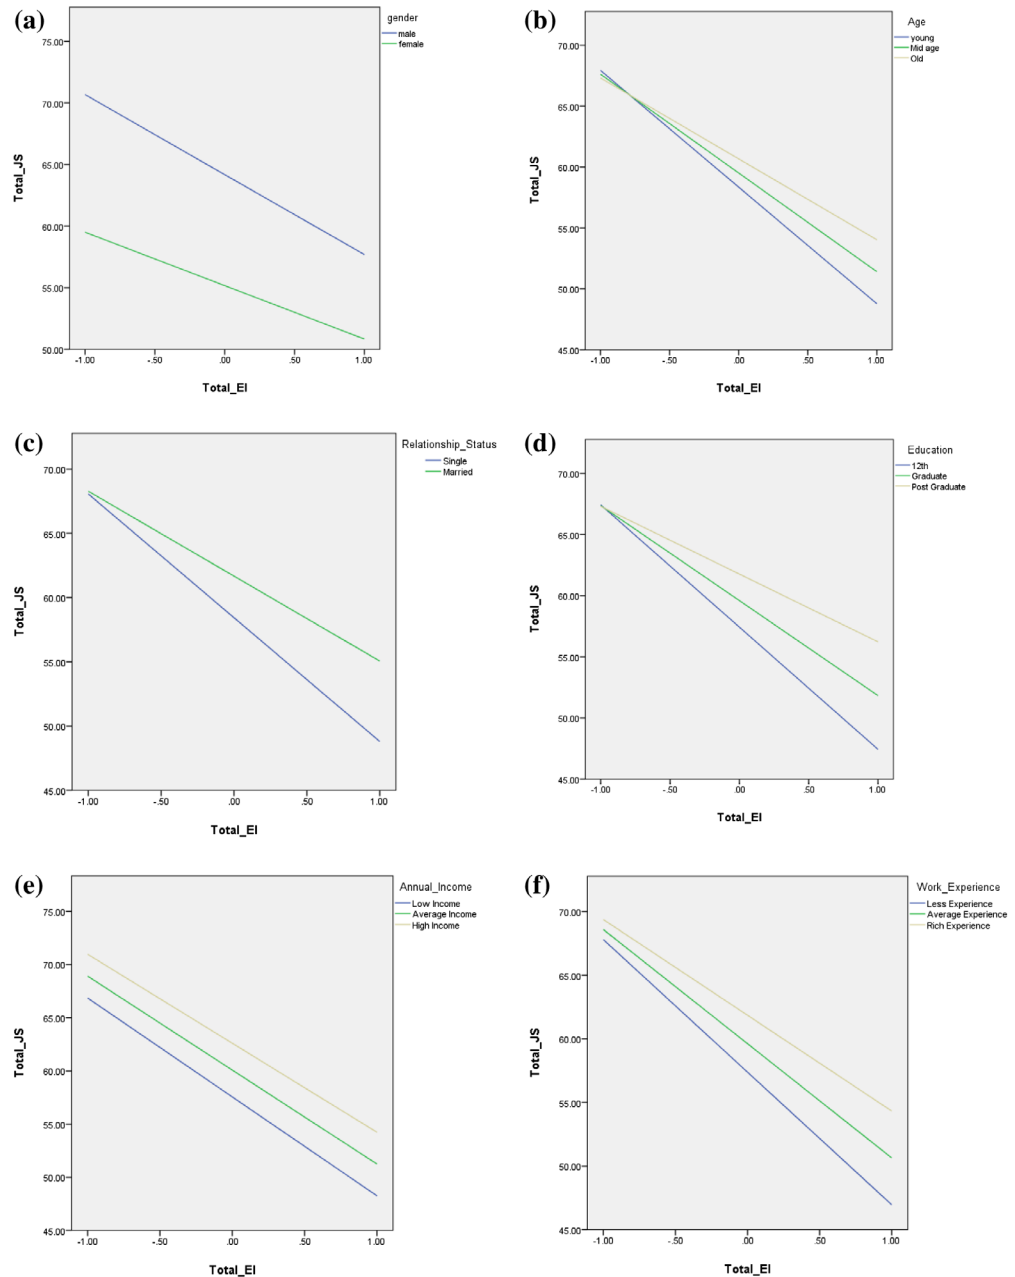 (a)
gender
male
female
75.00
70.00
65.00
60.00
55.00
50.00
Total_JS
-1.00 -.50 .00 .50 1.00
Total_EI
(b)
Age
young
Mid age
Old
70.00
65.00
60.00
55.00
50.00
45.00
Total_JS
-1.00 -.50 .00 .50 1.00
Total_EI
(c)
Relationship_Status
Single
Married
70.00
65.00
60.00
55.00
50.00
45.00
Total_JS
-1.00 -.50 .00 .50 1.00
Total_EI
(d)
Education
12th
Graduate
Post Graduate
70.00
65.00
60.00
55.00
50.00
45.00
Total_JS
-1.00 -.50 .00 .50 1.00
Total_EI
(e)
Annual_Income
Low Income
Average Income
High Income
75.00
70.00
65.00
60.00
55.00
50.00
45.00
Total_JS
-1.00 -.50 .00 .50 1.00
Total_EI
(f)
Work_Experience
Less Experience
Average Experience
Rich Experience
70.00
65.00
60.00
55.00
50.00
45.00
Total_JS
-1.00 -.50 .00 .50 1.00
Total_EI